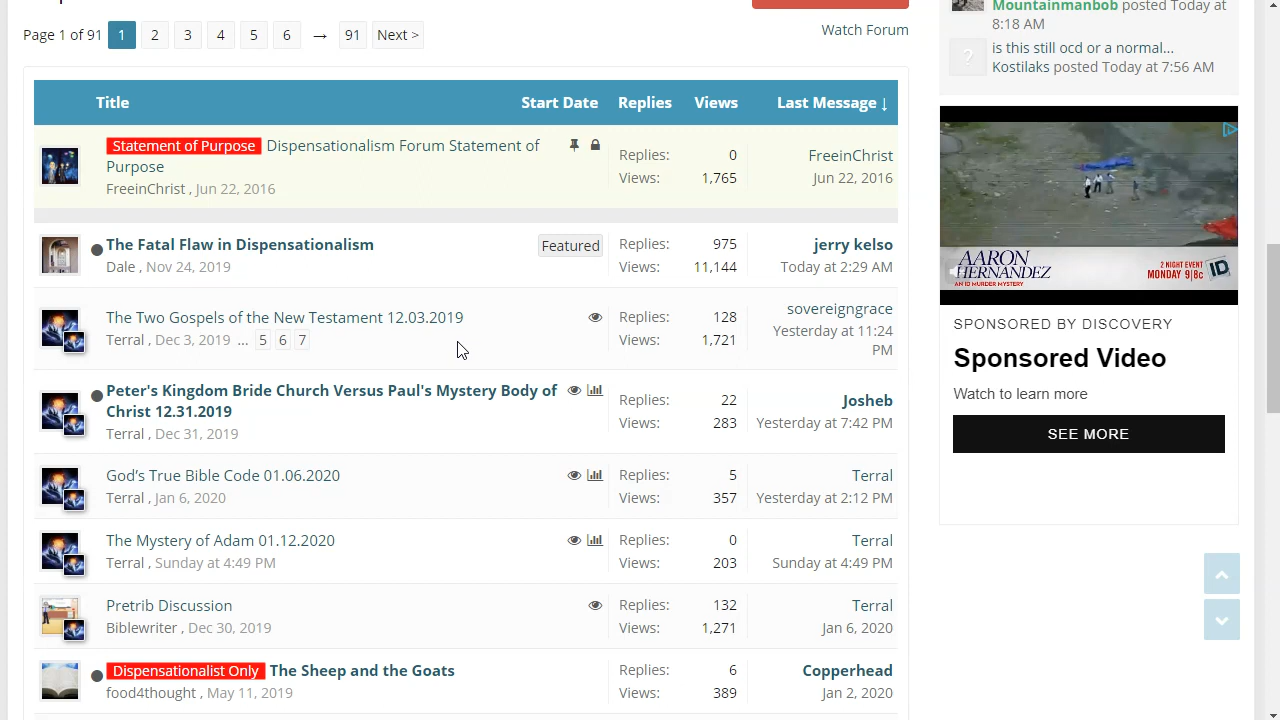 Page 1 of 91 1 2 3 4 5 6 → 91 Next >
Watch Forum
Title Start Date Replies Views Last Message ↓
Statement of Purpose Dispensationalism Forum Statement of
Purpose
FreeinChrist , Jun 22, 2016
Replies: 0
Views: 1,765
FreeinChrist
Jun 22, 2016
The Fatal Flaw in Dispensationalism
Featured
Dale , Nov 24, 2019
Replies: 975
Views: 11,144
jerry kelso
Today at 2:29 AM
The Two Gospels of the New Testament 12.03.2019
Terral , Dec 3, 2019 ... 5 6 7
Replies: 128
Views: 1,721
sovereigngrace
Yesterday at 11:24
PM
Peter's Kingdom Bride Church Versus Paul's Mystery Body of
Christ 12.31.2019
Terral , Dec 31, 2019
Replies: 22
Views: 283
Josheb
Yesterday at 7:42 PM
God's True Bible Code 01.06.2020
Terral , Jan 6, 2020
Replies: 5
Views: 357
Terral
Yesterday at 2:12 PM
The Mystery of Adam 01.12.2020
Terral , Sunday at 4:49 PM
Replies: 0
Views: 203
Terral
Sunday at 4:49 PM
Pretrib Discussion
Biblewriter , Dec 30, 2019
Replies: 132
Views: 1,271
Terral
Jan 6, 2020
Dispensationalist Only The Sheep and the Goats
food4thought , May 11, 2019
Replies: 6
Views: 389
Copperhead
Jan 2, 2020
Mountainmanbob posted Today at
8:18 AM
?
is this still ocd or a normal...
Kostilaks posted Today at 7:56 AM
AARON
HERNANDEZ
AN ID MURDER MYSTERY
2 NIGHT EVENT
MONDAY 9|8c
ID
SPONSORED BY DISCOVERY
Sponsored Video
Watch to learn more
SEE MORE